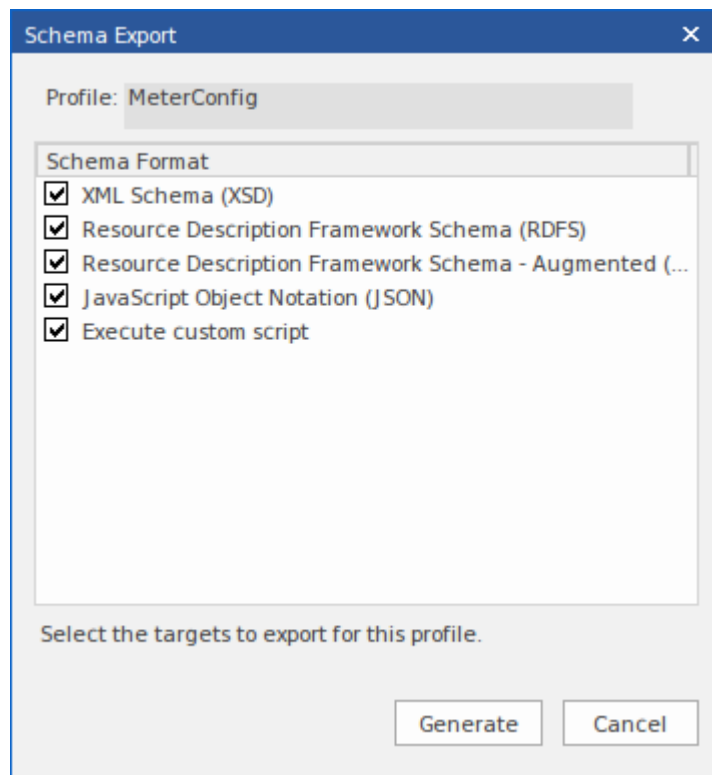 Schema Export
Profile: MeterConfig
Schema Format
XML Schema (XSD)
Resource Description Framework Schema (RDFS)
Resource Description Framework Schema - Augmented (...
JavaScript Object Notation (JSON)
Execute custom script
Select the targets to export for this profile.
Generate Cancel